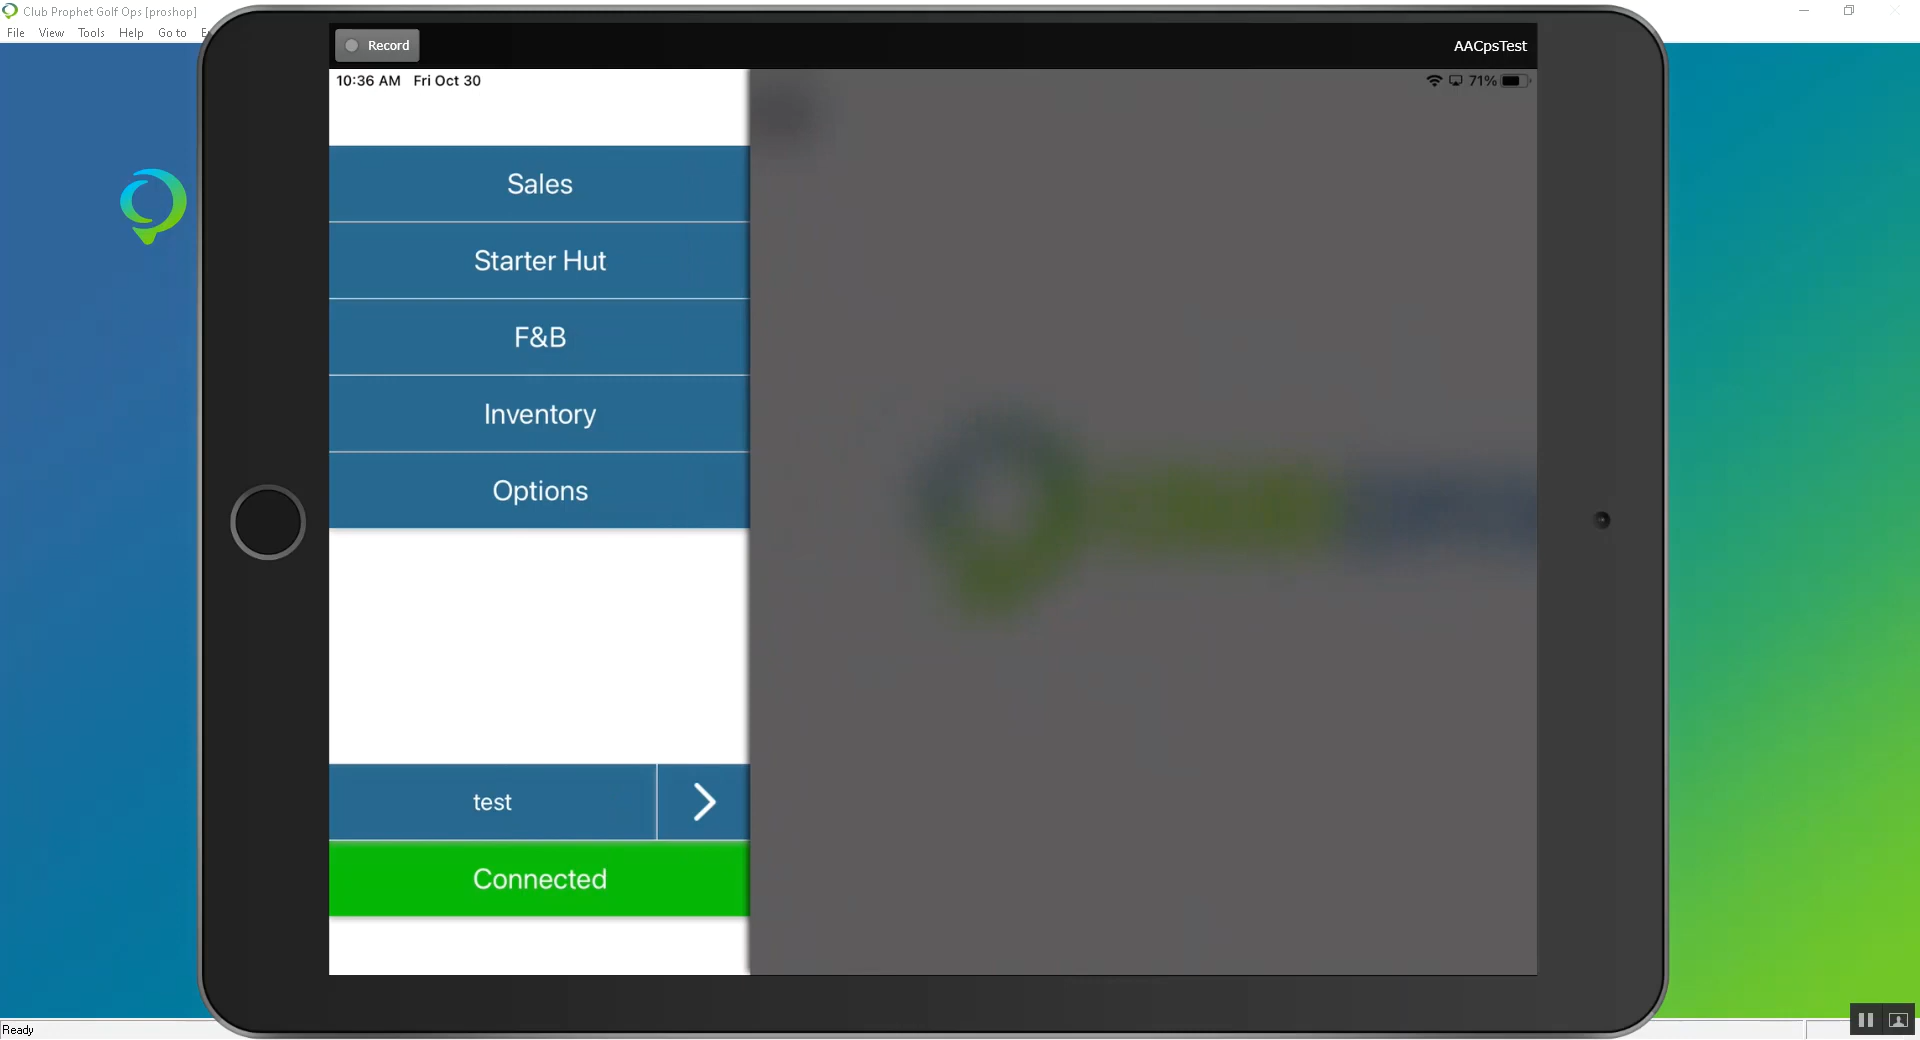 Club Prophet Golf Ops [proshop]
File View Tools Help Go to
Record
AACpsTest
10:36 AM Fri Oct 30
71%
Sales
Starter Hut
F&B
Inventory
Options
test
Connected
Ready